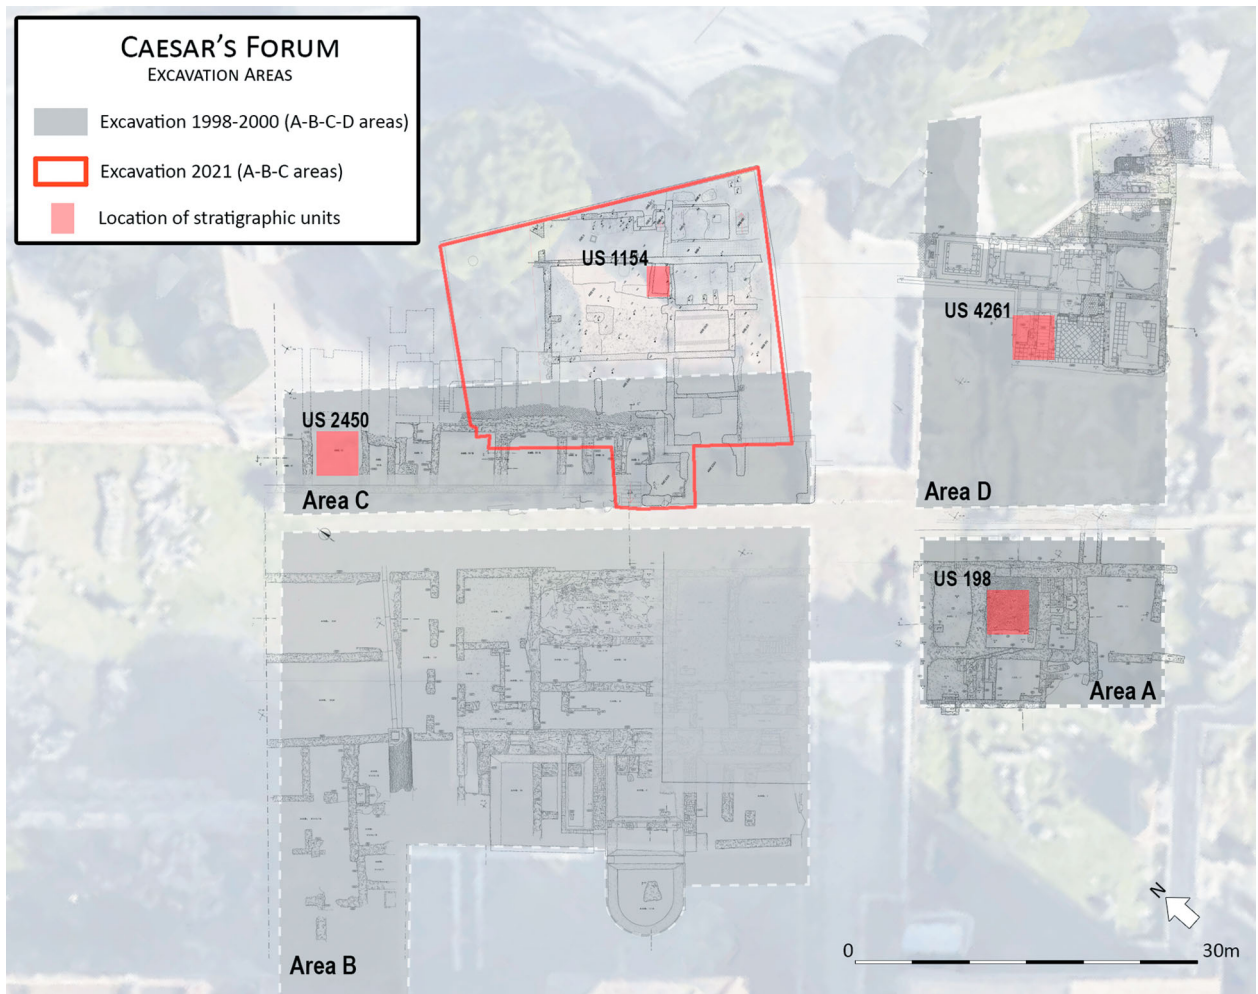 CAESAR'S FORUM
EXCAVATION AREAS
Excavation 1998-2000 (A-B-C-D areas)
Excavation 2021 (A-B-C areas)
Location of stratigraphic units
US 1154
US 4261
US 2450
Area C
Area D
US 198
Area A
N
0 30m
Area B